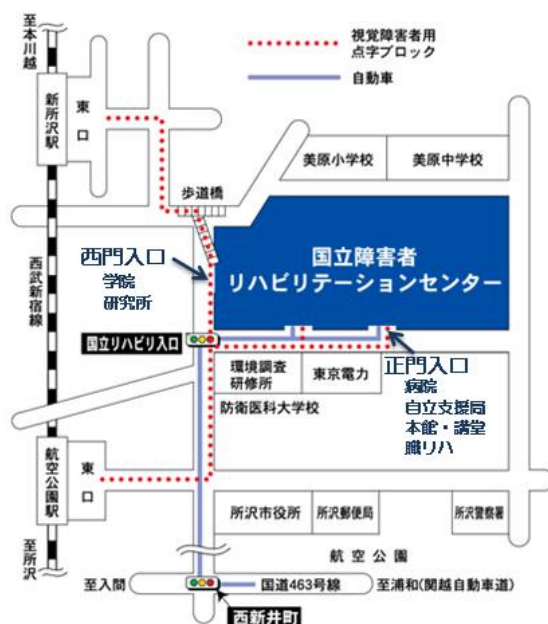 至本川越
新所沢駅
東口
視覚障害者用
点字ブロック
自動車
美原小学校
美原中学校
歩道橋
西武新宿線
西門入口
学院
研究所
国立障害者
リハビリテーションセンター
国立リハビリ入口
環境調査
研修所
東京電力
正門入口
病院
自立支援局
本館・講堂
職リハ
防衛医科大学校
航空公園駅
東口
所沢市役所
所沢郵便局
所沢警察署
至所沢
航空公園
至入間
国道463号線
至浦和(関越自動車道)
西新井町